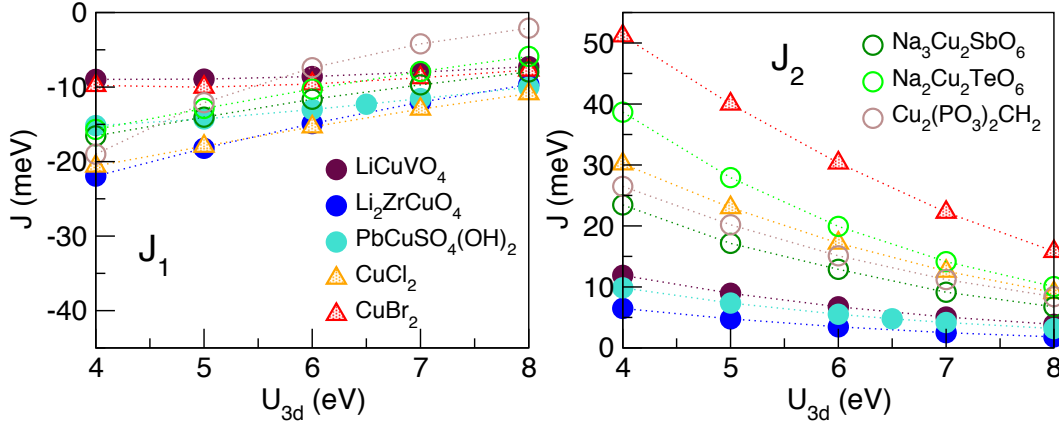 0
-10
-20
-30
-40
J (meV)
4
5
6
7
8
U3d (eV)
J1
LiCuVO4
Li2ZrCuO4
PbCuSO4(OH)2
CuCl2
CuBr2
50
40
30
20
10
0
J (meV)
4
5
6
7
8
U3d (eV)
J2
Na3Cu2SbO6
Na2Cu2TeO6
Cu2(PO3)2CH2